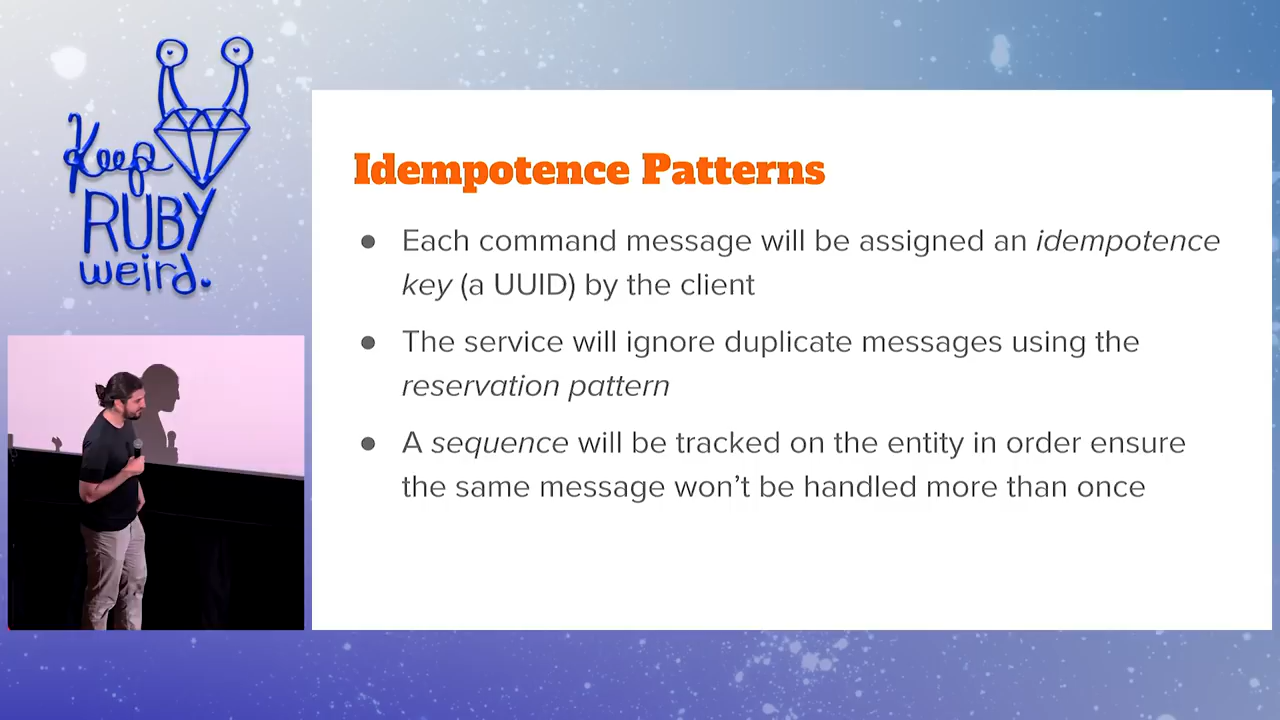 Keep
RUBY
weird.
Idempotence Patterns
● Each command message will be assigned an idempotence
key (a UUID) by the client
● The service will ignore duplicate messages using the
reservation pattern
● A sequence will be tracked on the entity in order ensure
the same message won't be handled more than once